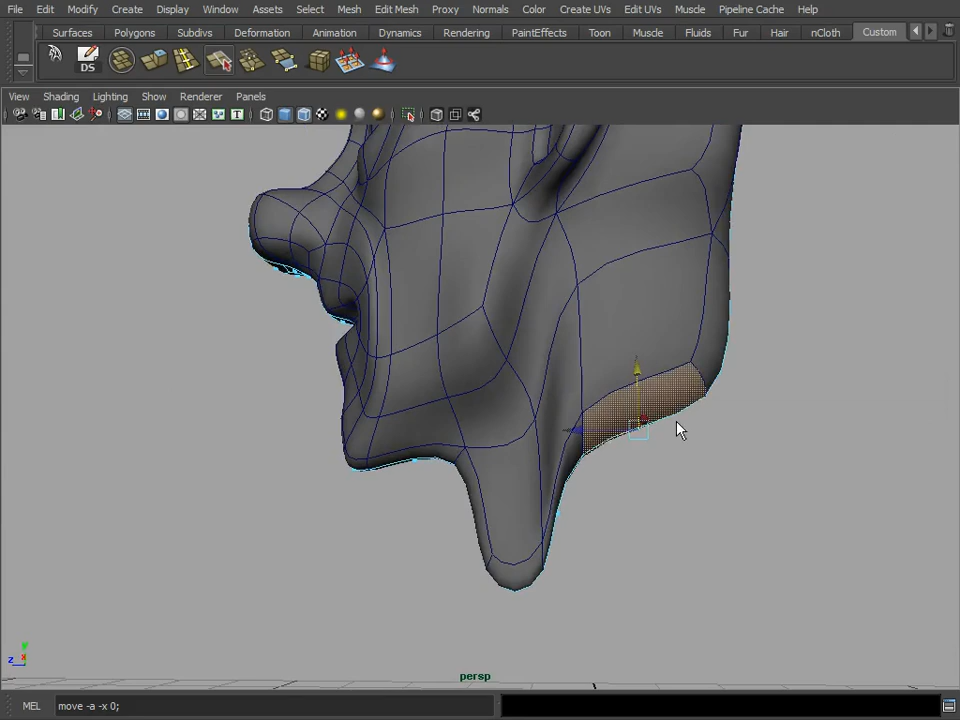 File Edit Modify Create Display Window Assets Select Mesh Edit Mesh Proxy Normals Color Create UVs Edit UVs Muscle Pipeline Cache Help
Surfaces Polygons Subdivs Deformation Animation Dynamics Rendering PaintEffects Toon Muscle Fluids Fur Hair nCloth Custom
DS
View Shading Lighting Show Renderer Panels
T
y
z x
persp
MEL move -a -x 0;